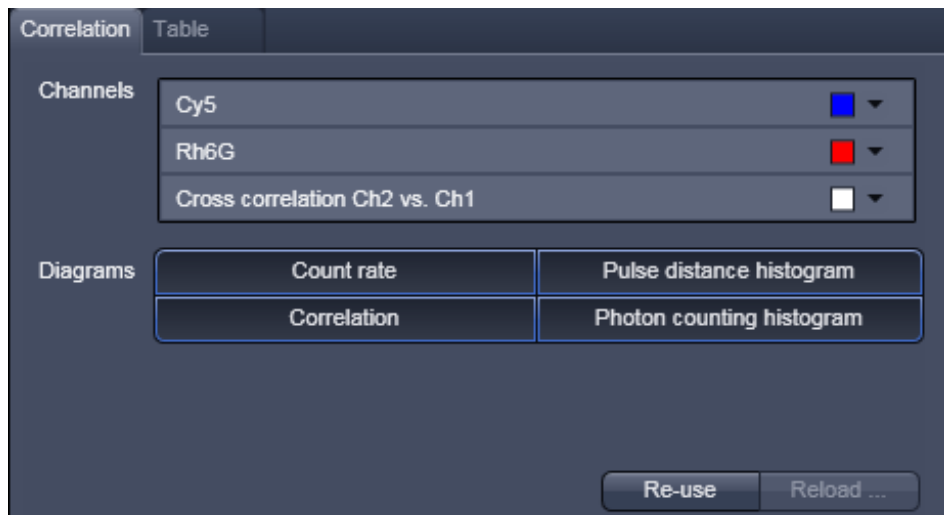 Correlation Table
Channels
Cy5
Rh6G
Cross correlation Ch2 vs. Ch1
Diagrams
Count rate Pulse distance histogram
Correlation Photon counting histogram
Re-use Reload ...